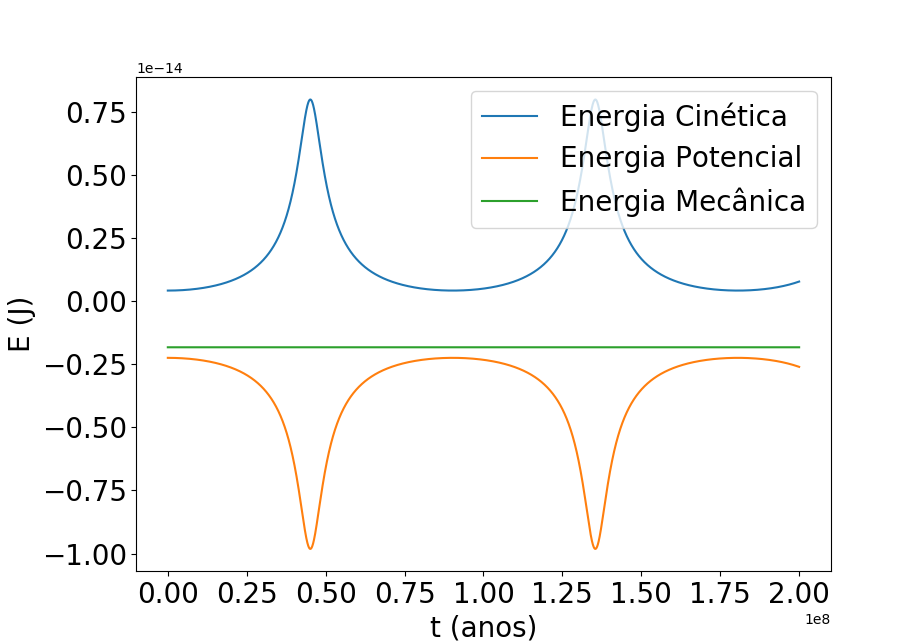 1e−14
0.75
0.50
0.25
0.00
−0.25
−0.50
−0.75
−1.00
E (J)
Energia Cinética
Energia Potencial
Energia Mecânica
0.00 0.25 0.50 0.75 1.00 1.25 1.50 1.75 2.00
1e8
t (anos)